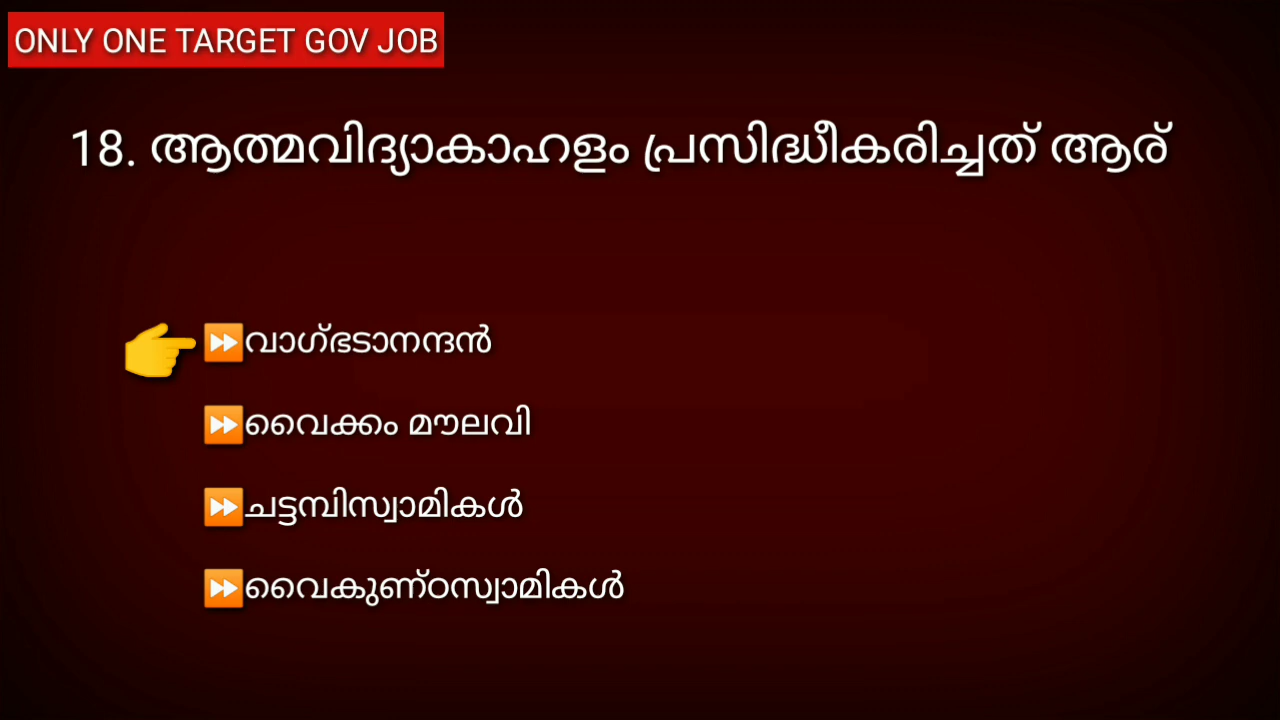 ONLY ONE TARGET GOV JOB
18. ആത്മവിദ്യാകാഹളം പ്രസിദ്ധീകരിച്ചത് ആര്
👉⏩വാഗ്ഭടാനന്ദൻ
⏩വൈക്കം മൗലവി
⏩ചട്ടമ്പിസ്വാമികൾ
⏩വൈകുണ്ഠസ്വാമികൾ